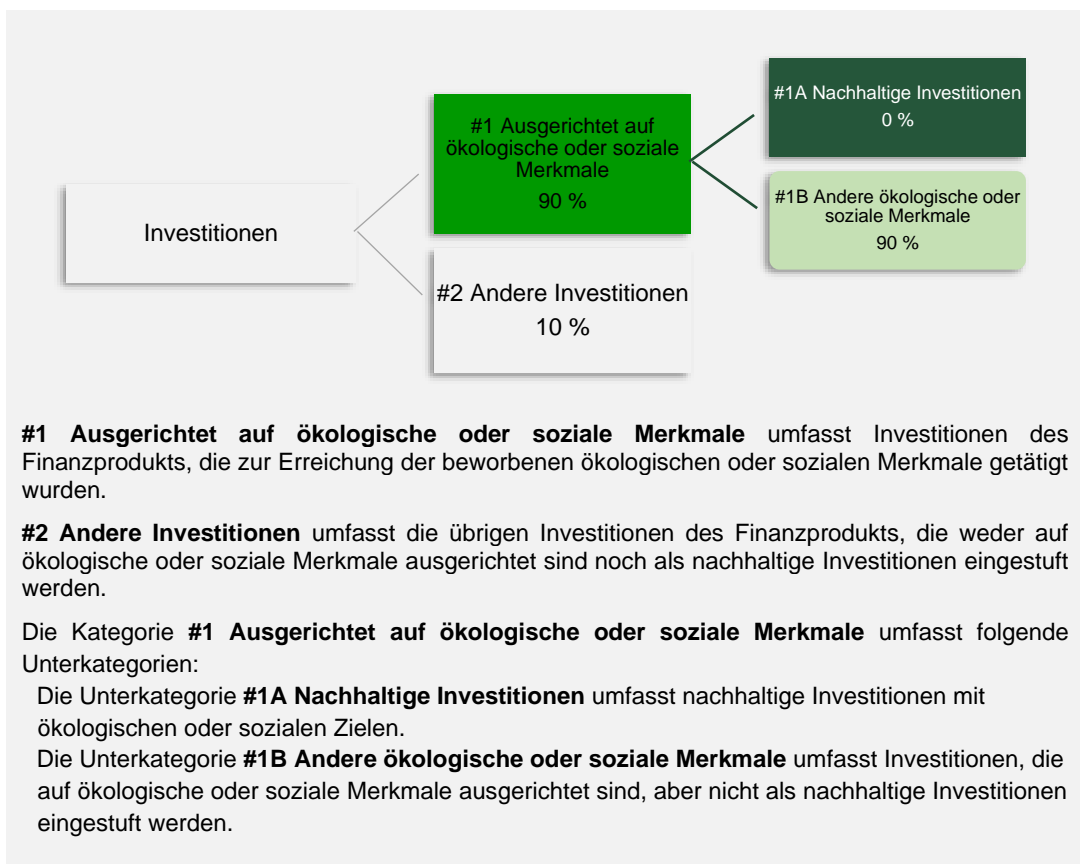 #1A Nachhaltige Investitionen
0 %
#1 Ausgerichtet auf
ökologische oder soziale
Merkmale
90 %
#1B Andere ökologische oder
soziale Merkmale
90 %
Investitionen
#2 Andere Investitionen
10 %
#1 Ausgerichtet auf ökologische oder soziale Merkmale umfasst Investitionen des
Finanzprodukts, die zur Erreichung der beworbenen ökologischen oder sozialen Merkmale getätigt
wurden.
#2 Andere Investitionen umfasst die übrigen Investitionen des Finanzprodukts, die weder auf
ökologische oder soziale Merkmale ausgerichtet sind noch als nachhaltige Investitionen eingestuft
werden.
Die Kategorie #1 Ausgerichtet auf ökologische oder soziale Merkmale umfasst folgende
Unterkategorien:
Die Unterkategorie #1A Nachhaltige Investitionen umfasst nachhaltige Investitionen mit
ökologischen oder sozialen Zielen.
Die Unterkategorie #1B Andere ökologische oder soziale Merkmale umfasst Investitionen, die
auf ökologische oder soziale Merkmale ausgerichtet sind, aber nicht als nachhaltige Investitionen
eingestuft werden.